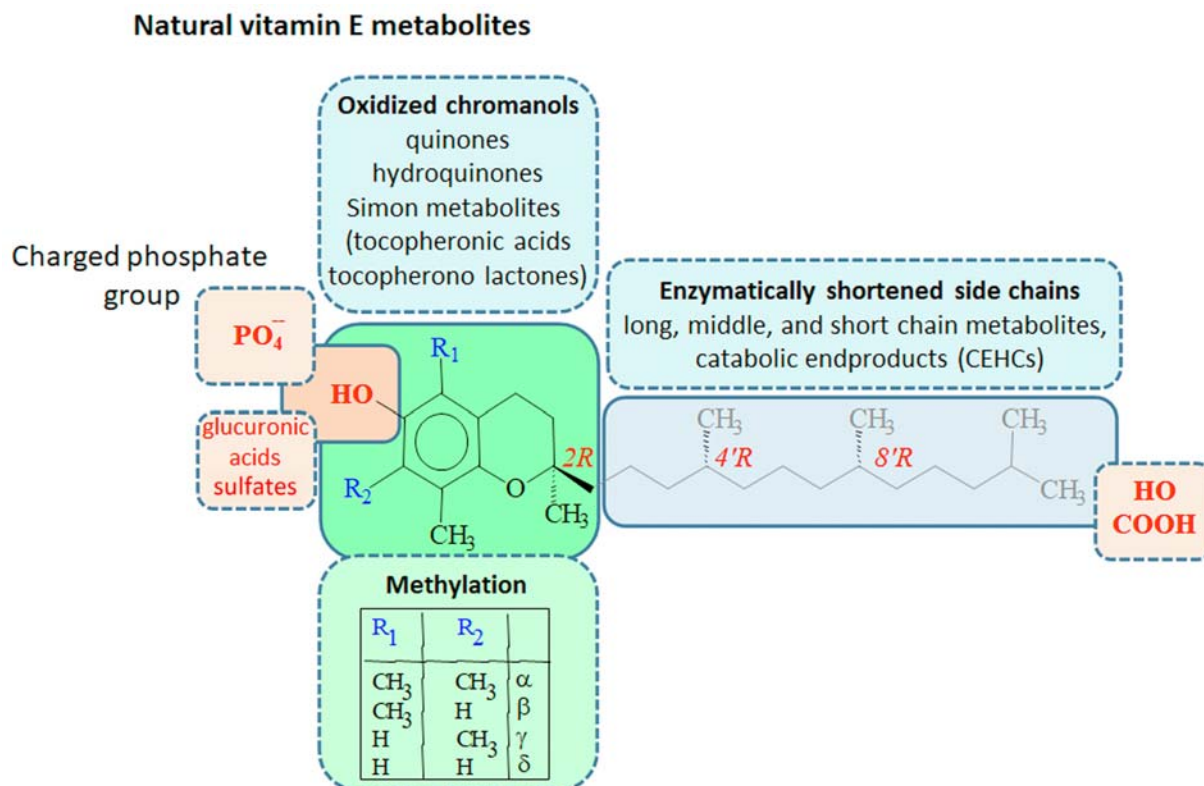 Natural vitamin E metabolites
Oxidized chromanols
quinones
hydroquinones
Simon metabolites
(tocopheronic acids
tocopherono lactones)
Charged phosphate
group
PO4-
HO
glucuronic
acids
sulfates
Enzymatically shortened side chains
long, middle, and short chain metabolites,
catabolic endproducts (CEHCs)
R1
R2
CH3
O
2R
CH3
CH3
4'R
CH3
8'R
CH3
CH3
HO
COOH
Methylation
R1 R2
CH3 CH3 α
CH3 H β
H CH3 γ
H H δ